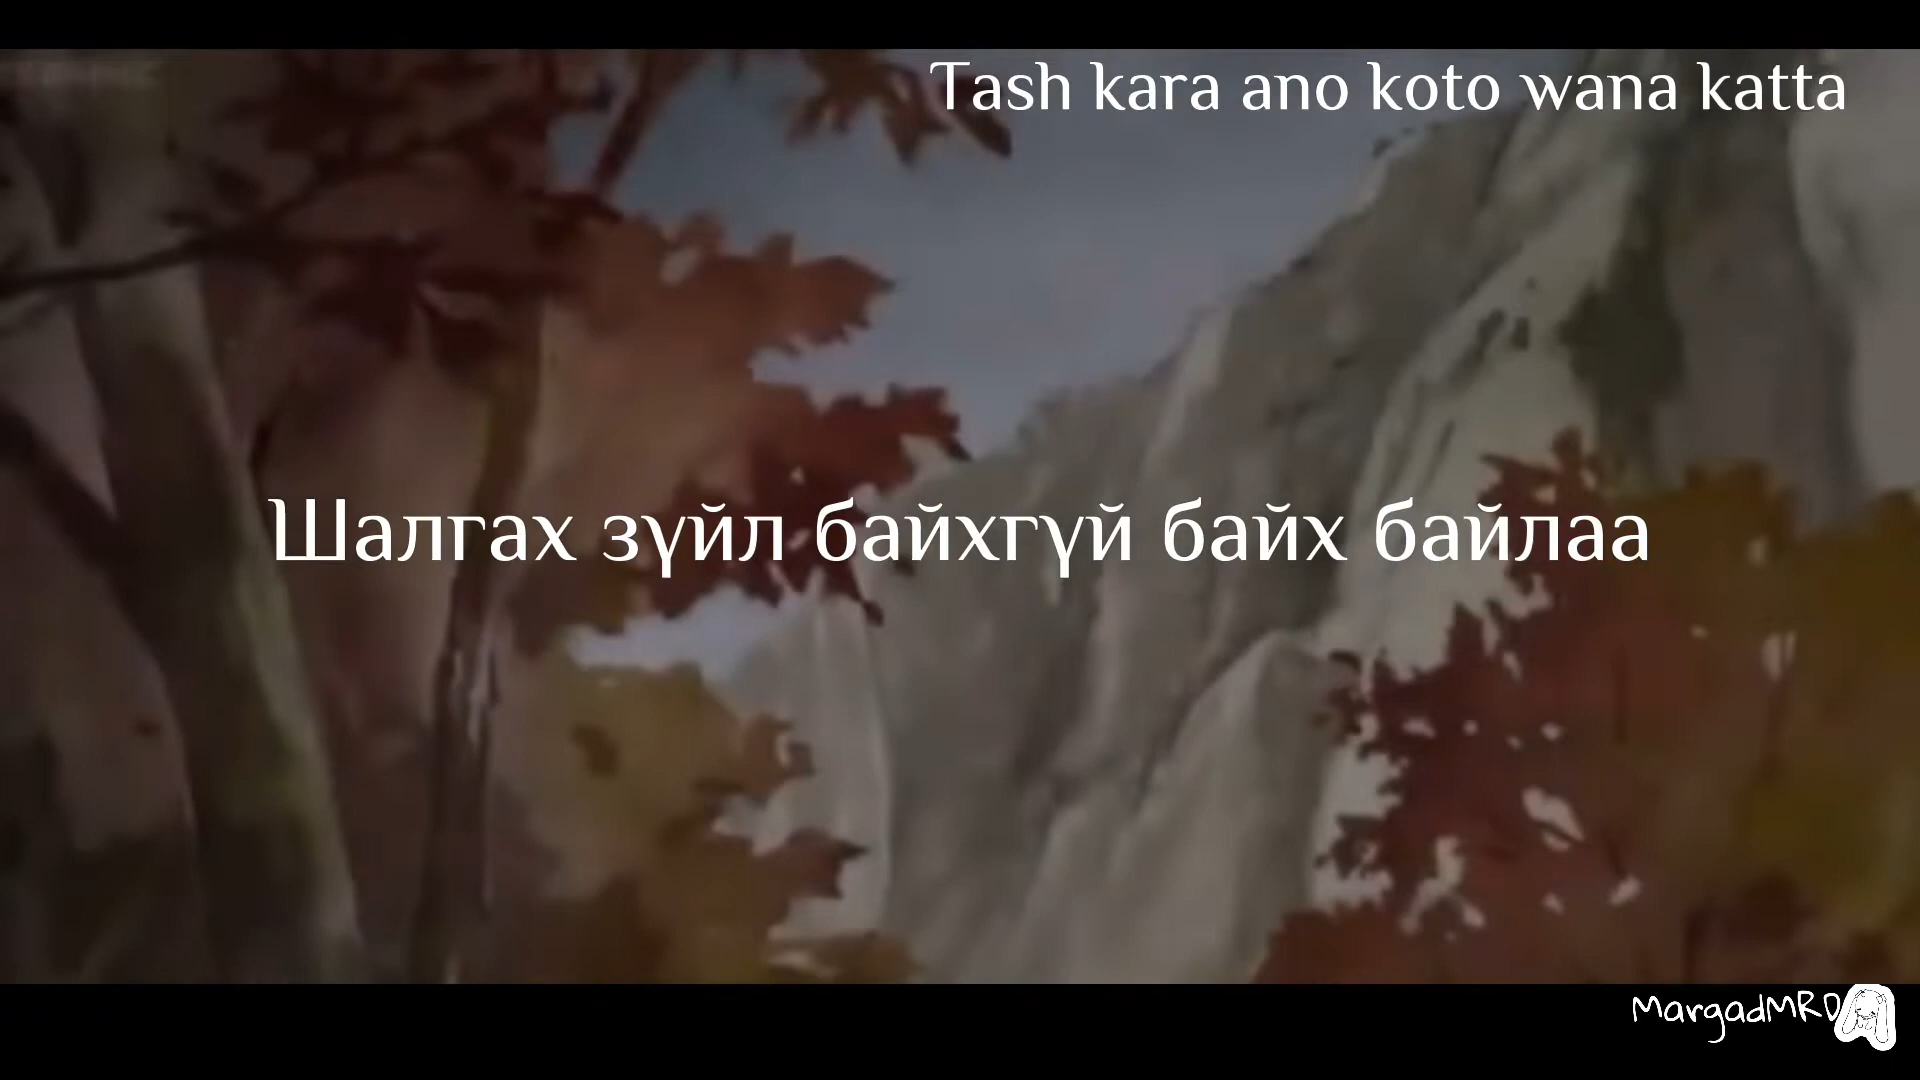 Tash kara ano koto wana katta
Шалгах зүйл байхгүй байх байлаа
MargadMRD